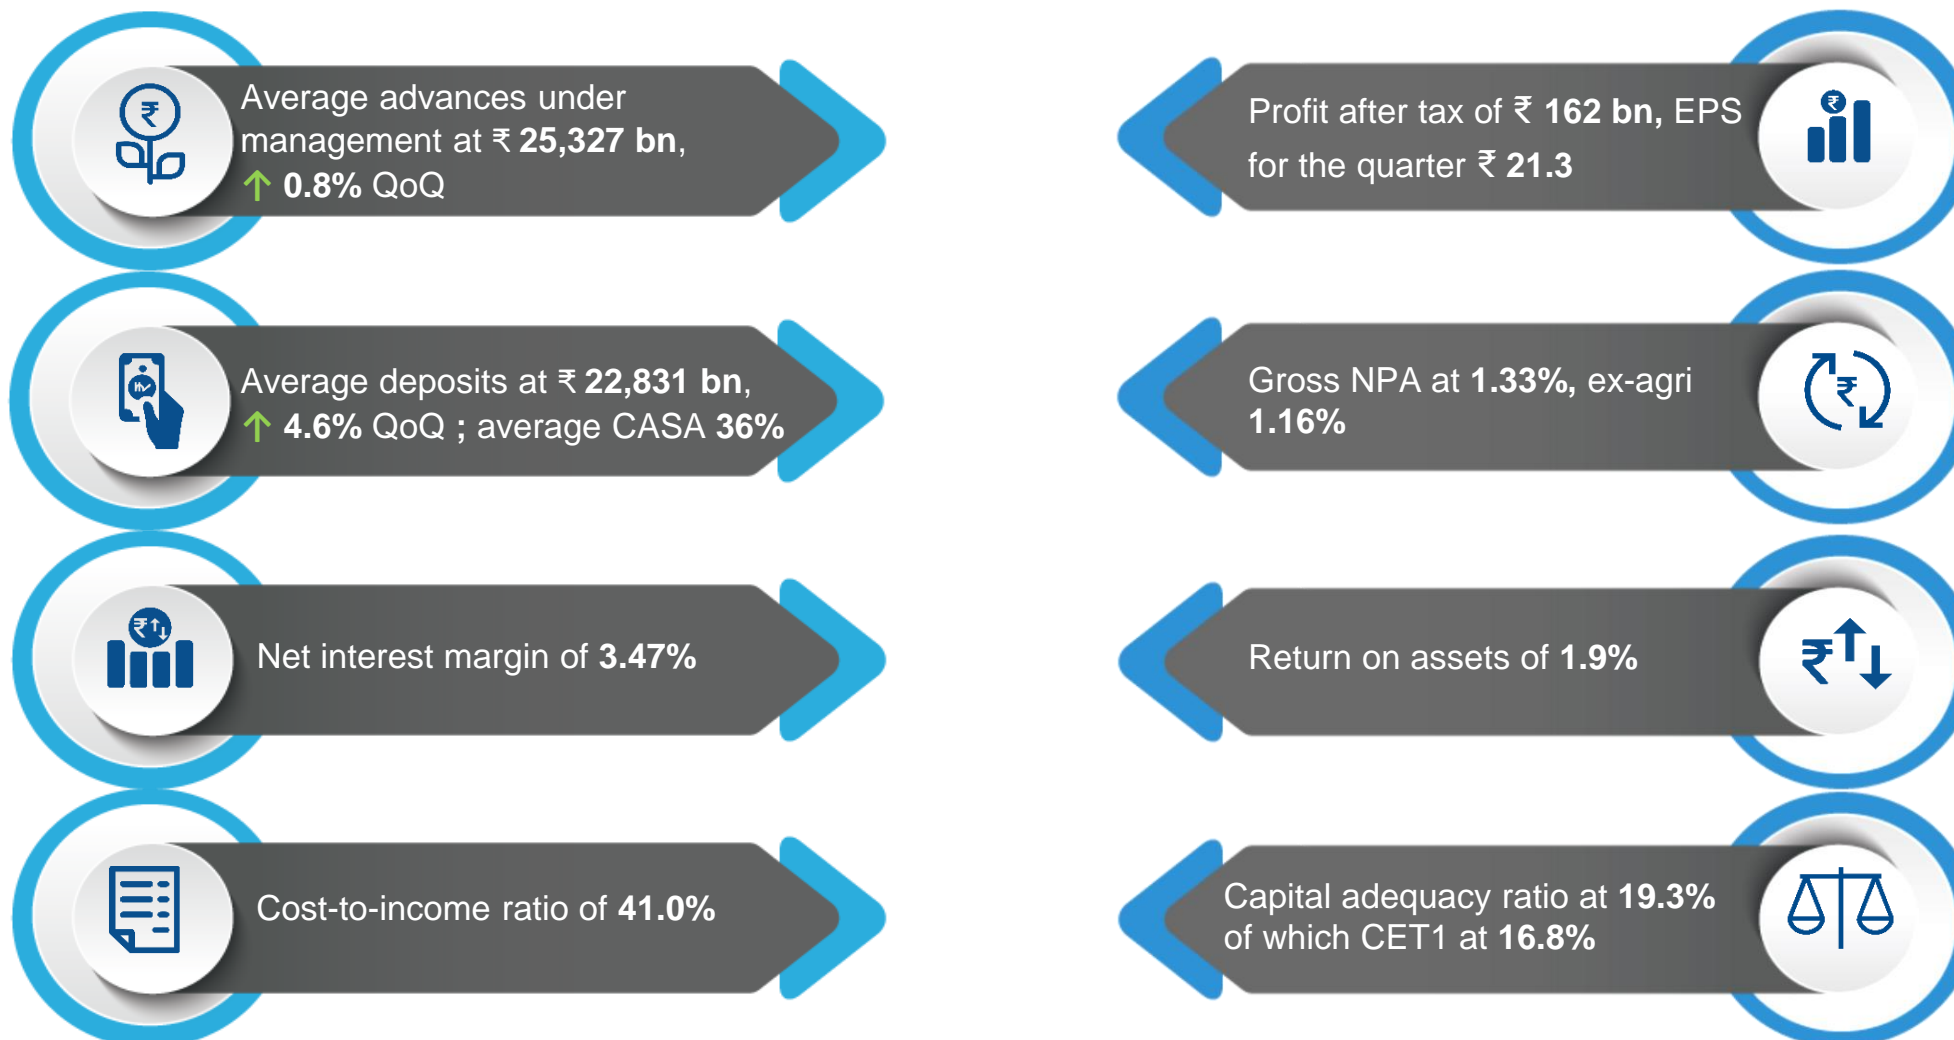 Average advances under
management at ₹ 25,327 bn,
↑ 0.8% QoQ
Average deposits at ₹ 22,831 bn,
↑ 4.6% QoQ ; average CASA 36%
Net interest margin of 3.47%
Cost-to-income ratio of 41.0%
Profit after tax of ₹ 162 bn, EPS
for the quarter ₹ 21.3
Gross NPA at 1.33%, ex-agri
1.16%
Return on assets of 1.9%
Capital adequacy ratio at 19.3%
of which CET1 at 16.8%